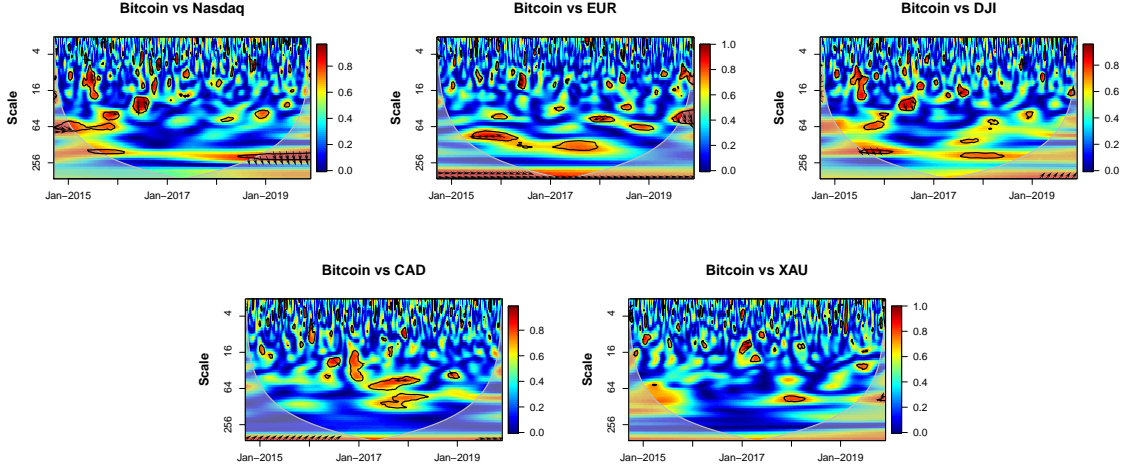 Bitcoin vs Nasdaq
Scale
4
16
64
256
Jan−2015
Jan−2017
Jan−2019
0.8
0.6
0.4
0.2
0.0
Bitcoin vs EUR
Scale
4
16
64
256
Jan−2015
Jan−2017
Jan−2019
1.0
0.8
0.6
0.4
0.2
0.0
Bitcoin vs DJI
Scale
4
16
64
256
Jan−2015
Jan−2017
Jan−2019
0.8
0.6
0.4
0.2
0.0
Bitcoin vs CAD
Scale
4
16
64
256
Jan−2015
Jan−2017
Jan−2019
0.8
0.6
0.4
0.2
0.0
Bitcoin vs XAU
Scale
4
16
64
256
Jan−2015
Jan−2017
Jan−2019
1.0
0.8
0.6
0.4
0.2
0.0